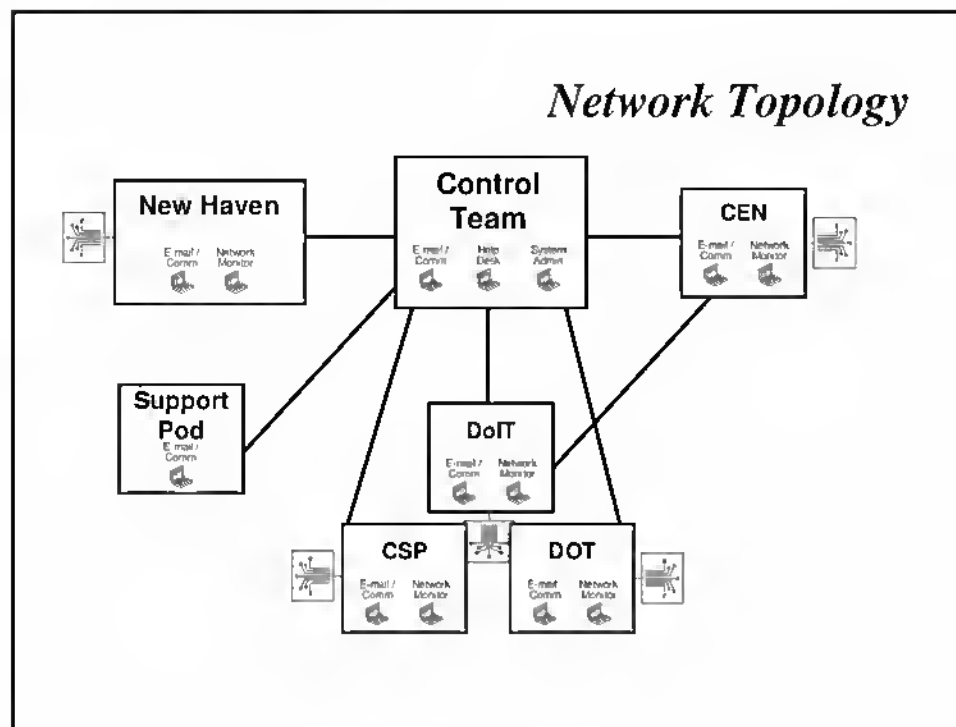 Network Topology
New Haven
E-mail /
Comm
Network
Monitor
Control
Team
E-mail /
Comm
Help
Desk
System
Admin
CEN
E-mail /
Comm
Network
Monitor
Support
Pod
E-mail /
Comm
DoIT
E-mail /
Comm
Network
Monitor
CSP
E-mail /
Comm
Network
Monitor
DOT
E-mail
Comm
Network
Monitor